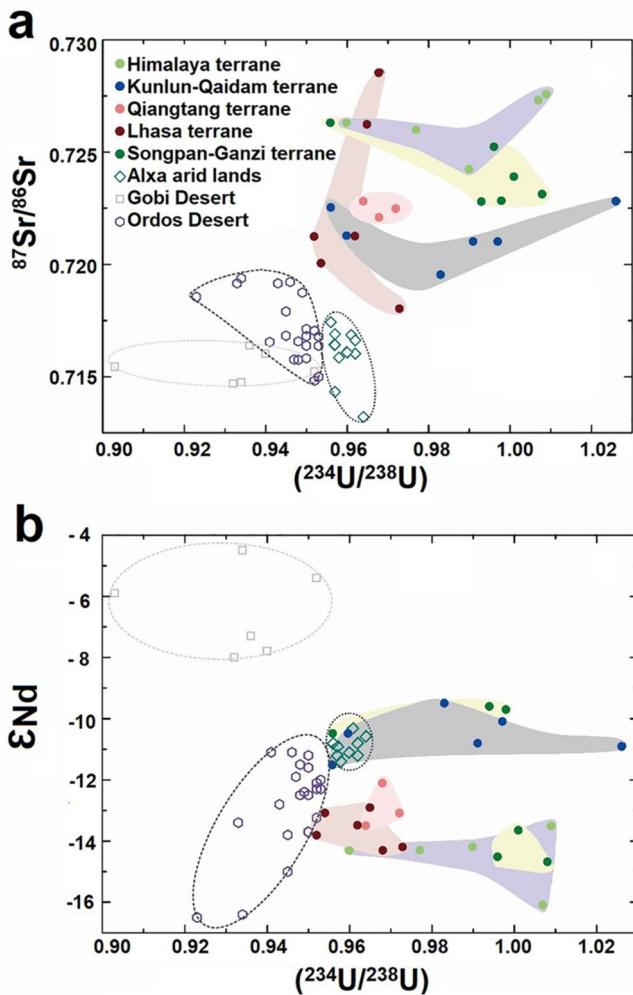 a
0.730
0.725
0.720
0.715
⁸⁷Sr/⁸⁶Sr
Himalaya terrane
Kunlun-Qaidam terrane
Qiangtang terrane
Lhasa terrane
Songpan-Ganzi terrane
Alxa arid lands
Gobi Desert
Ordos Desert
0.90 0.92 0.94 0.96 0.98 1.00 1.02
(²³⁴U/²³⁸U)
b
- 4
- 6
- 8
-10
-12
-14
-16
εNd
0.90 0.92 0.94 0.96 0.98 1.00 1.02
(²³⁴U/²³⁸U)